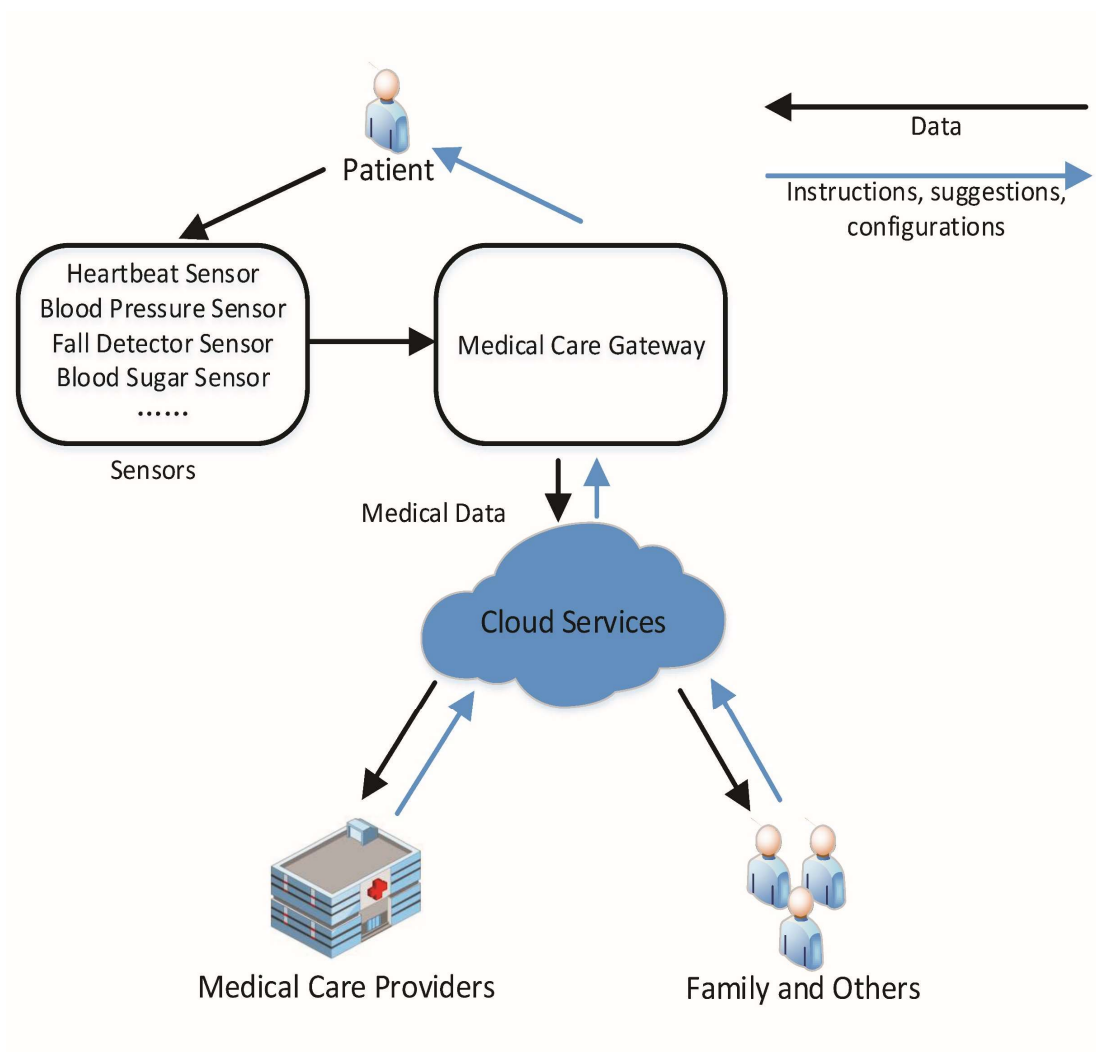 Patient
Data
Instructions, suggestions,
configurations
Heartbeat Sensor
Blood Pressure Sensor
Fall Detector Sensor
Blood Sugar Sensor
......
Sensors
Medical Care Gateway
Medical Data
Cloud Services
Medical Care Providers
Family and Others